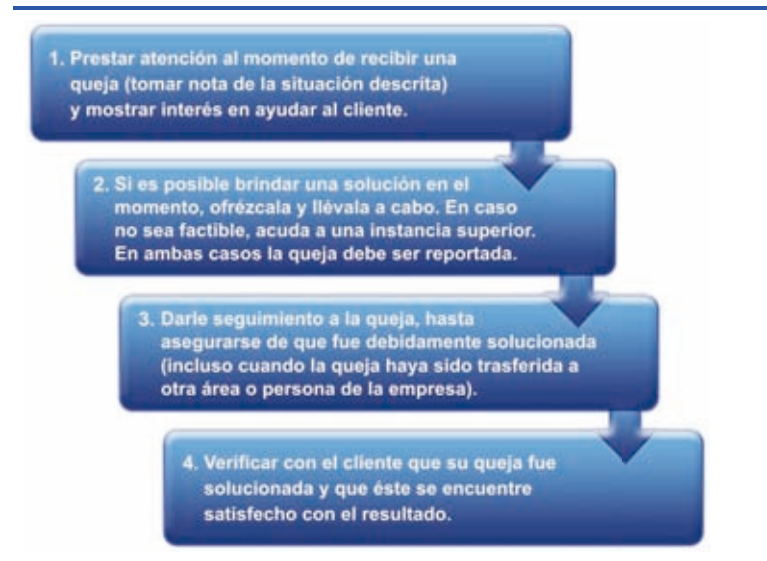 1. Prestar atención al momento de recibir una
queja (tomar nota de la situación descrita)
y mostrar interés en ayudar al cliente.
2. Si es posible brindar una solución en el
momento, ofrézcala y llévala a cabo. En caso
no sea factible, acuda a una instancia superior.
En ambas casos la queja debe ser reportada.
3. Darle seguimiento a la queja, hasta
asegurarse de que fue debidamente solucionada
(incluso cuando la queja haya sido trasferida a
otra área o persona de la empresa).
4. Verificar con el cliente que su queja fue
solucionada y que éste se encuentre
satisfecho con el resultado.